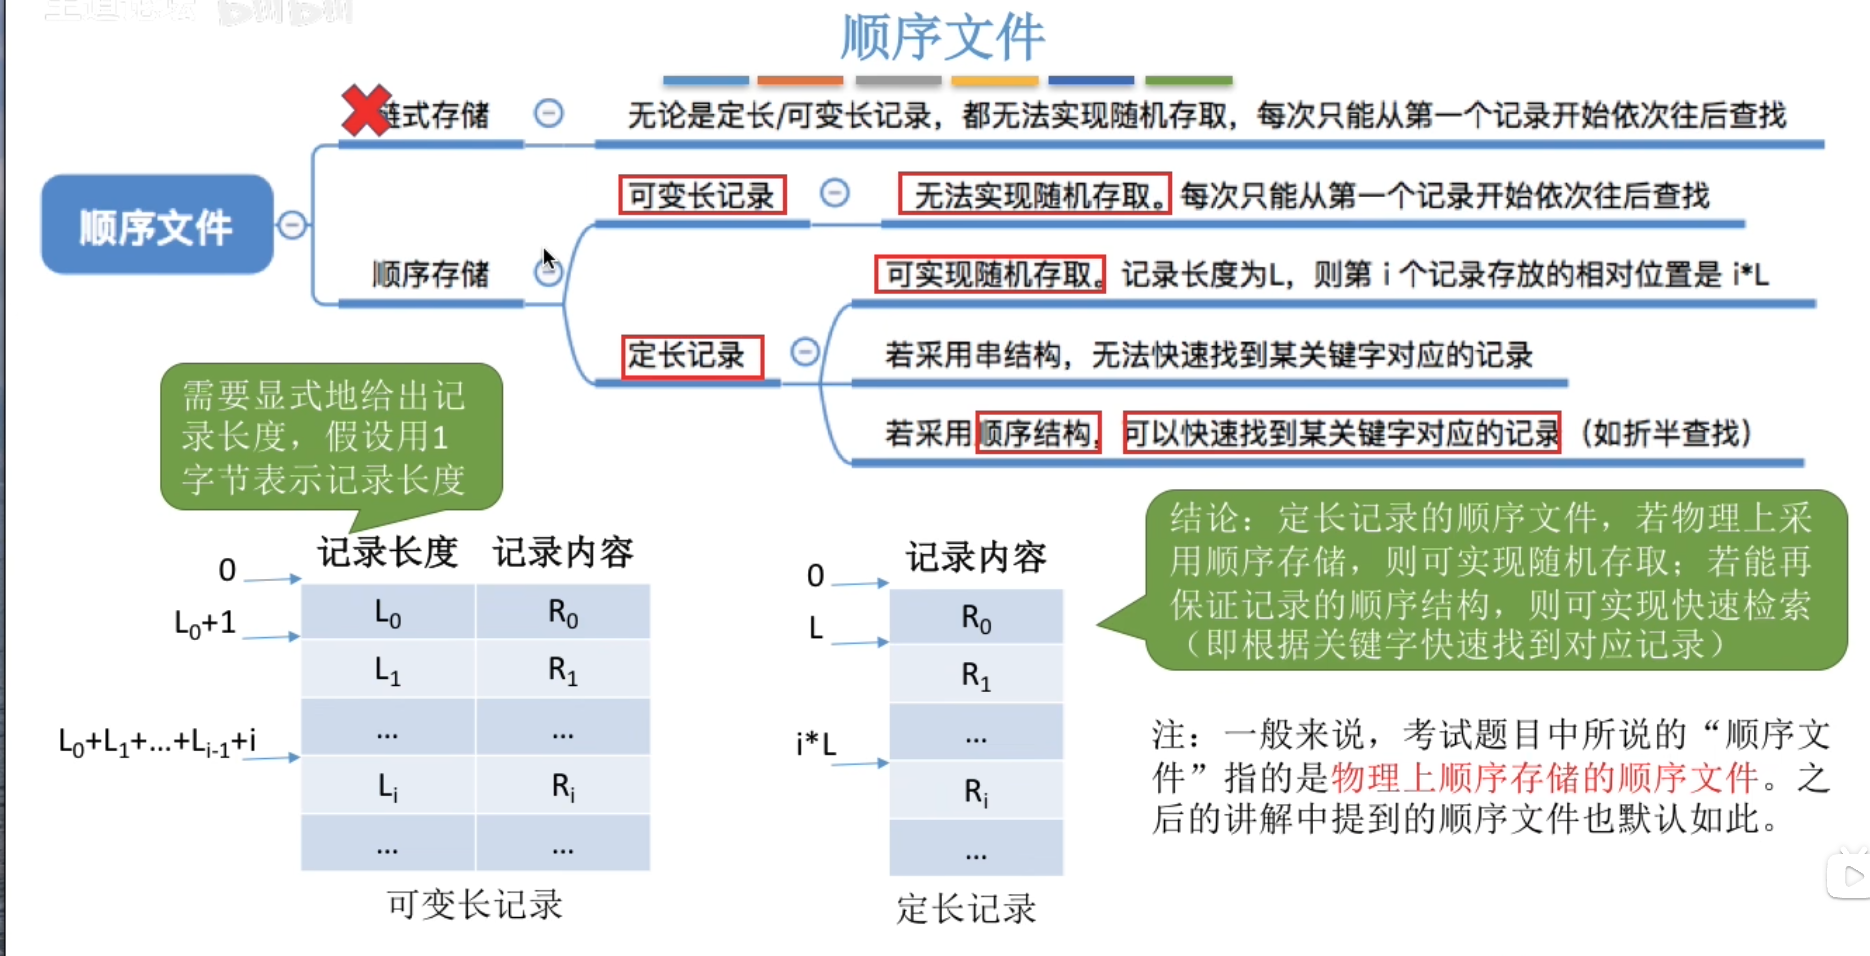 顺序文件
链式存储
无论是定长/可变长记录，都无法实现随机存取，每次只能从第一个记录开始依次往后查找
可变长记录
无法实现随机存取。每次只能从第一个记录开始依次往后查找
顺序文件
顺序存储
可实现随机存取。记录长度为L，则第 i 个记录存放的相对位置是 i*L
定长记录
若采用串结构，无法快速找到某关键字对应的记录
若采用顺序结构，可以快速找到某关键字对应的记录（如折半查找）
需要显式地给出记
录长度，假设用1
字节表示记录长度
记录长度 记录内容
0
L₀ R₀
L₀+1
L₁ R₁
... ...
L₀+L₁+...+Lᵢ₋₁+i
Lᵢ Rᵢ
... ...
可变长记录
记录内容
0
R₀
L
R₁
...
i*L
Rᵢ
...
定长记录
结论：定长记录的顺序文件，若物理上采
用顺序存储，则可实现随机存取；若能再
保证记录的顺序结构，则可实现快速检索
（即根据关键字快速找到对应记录）
注：一般来说，考试题目中所说的“顺序文
件”指的是物理上顺序存储的顺序文件。之
后的讲解中提到的顺序文件也默认如此。